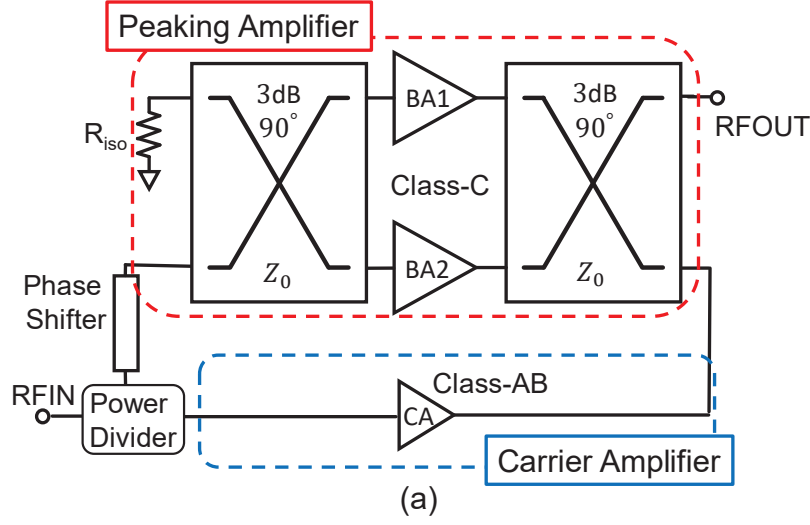 Peaking Amplifier
3dB
90°
Z0
BA1
Class-C
BA2
3dB
90°
Z0
Riso
RFOUT
Phase
Shifter
RFIN
Power
Divider
Class-AB
CA
Carrier Amplifier
(a)